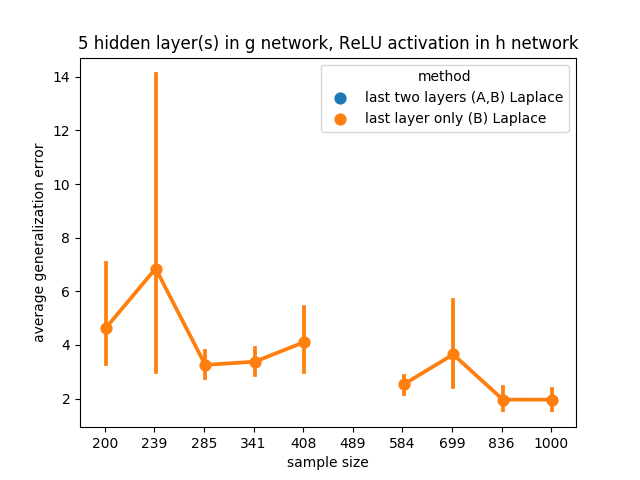 5 hidden layer(s) in g network, ReLU activation in h network
method
last two layers (A,B) Laplace
last layer only (B) Laplace
average generalization error
14
12
10
8
6
4
2
200 239 285 341 408 489 584 699 836 1000
sample size